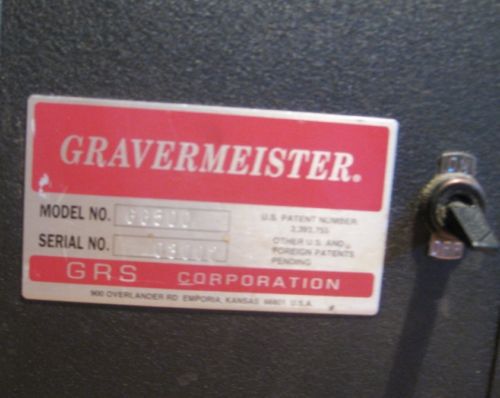 GRAVERMEISTER®
MODEL NO.
SERIAL NO.
U.S. PATENT NUMBER
OTHER U.S. AND
FOREIGN PATENTS
PENDING
GRS CORPORATION
900 OVERLANDER RD. EMPORIA, KANSAS 66801 U.S.A.
OFF